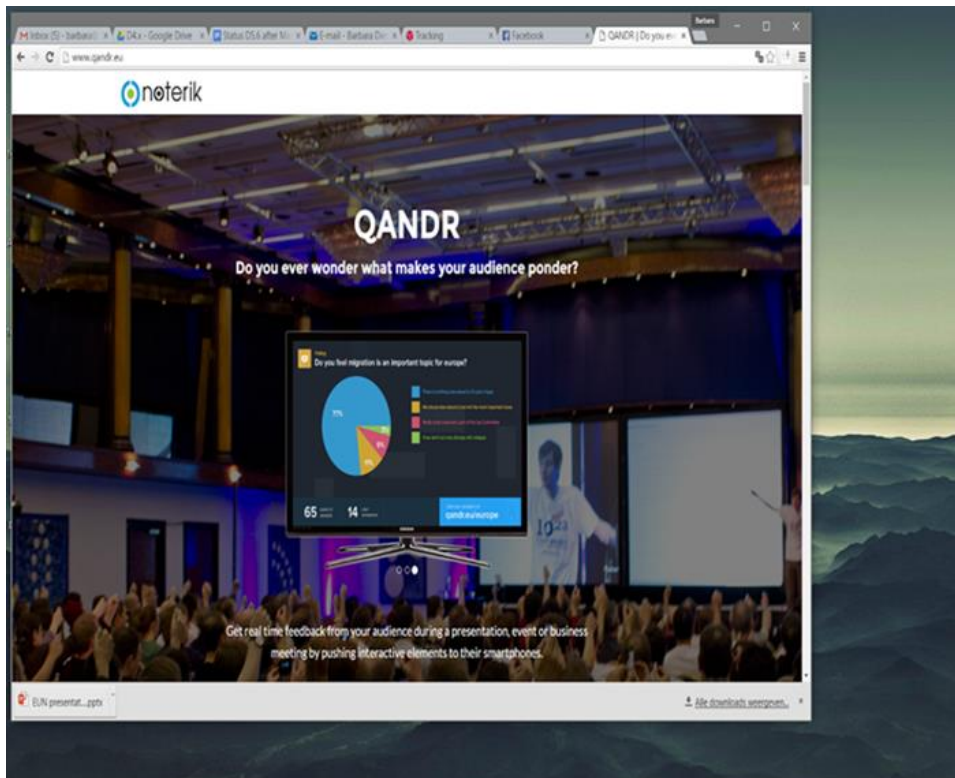 Barbara
Inbox (5) - barbara
D4.x - Google Drive
Status D5.6 after M
E-mail - Barbara Die
Tracking
Facebook
QANDR | Do you ev
www.qandr.eu
noterik
QANDR
Do you ever wonder what makes your audience ponder?
Do you feel migration is an important topic for europe?
65
14
qandr.eu/europe
Get real time feedback from your audience during a presentation, event or business
meeting by pushing interactive elements to their smartphones.
EUN presentat....pptx
Alle downloads weergeven...